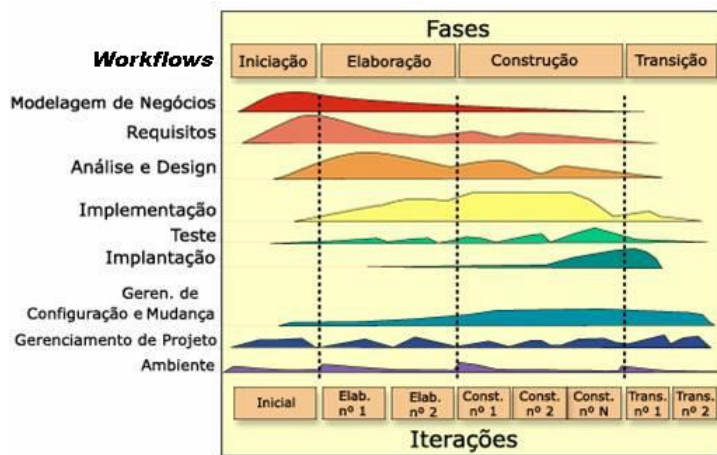 Fases
Workflows
Iniciação Elaboração Construção Transição
Modelagem de Negócios
Requisitos
Análise e Design
Implementação
Teste
Implantação
Geren. de
Configuração e Mudança
Gerenciamento de Projeto
Ambiente
Inicial
Elab.
nº 1
Elab.
nº 2
Const.
nº 1
Const.
nº 2
Const.
nº N
Trans.
nº 1
Trans.
nº 2
Iterações